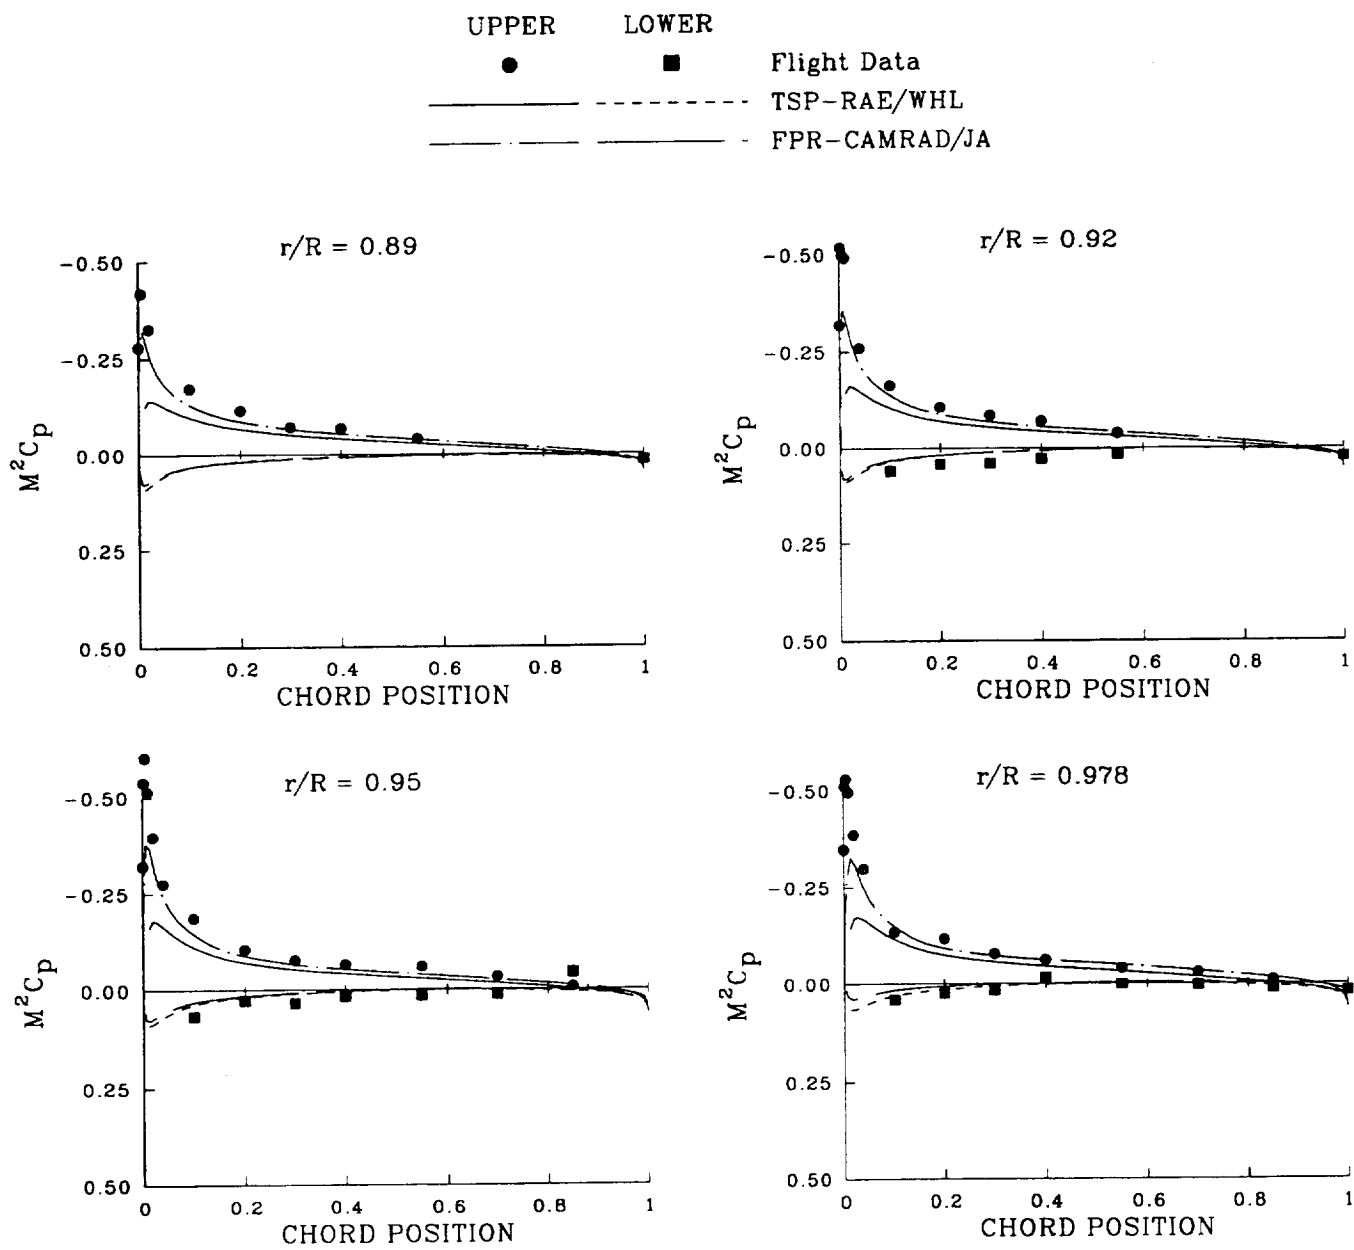 UPPER LOWER
Flight Data
TSP-RAE/WHL
FPR-CAMRAD/JA
r/R = 0.89
-0.50
-0.25
0.00
0.25
0.50
M²Cp
0 0.2 0.4 0.6 0.8 1
CHORD POSITION
r/R = 0.92
-0.50
-0.25
0.00
0.25
0.50
M²Cp
0 0.2 0.4 0.6 0.8 1
CHORD POSITION
r/R = 0.95
-0.50
-0.25
0.00
0.25
0.50
M²Cp
0 0.2 0.4 0.6 0.8 1
CHORD POSITION
r/R = 0.978
-0.50
-0.25
0.00
0.25
0.50
M²Cp
0 0.2 0.4 0.6 0.8 1
CHORD POSITION